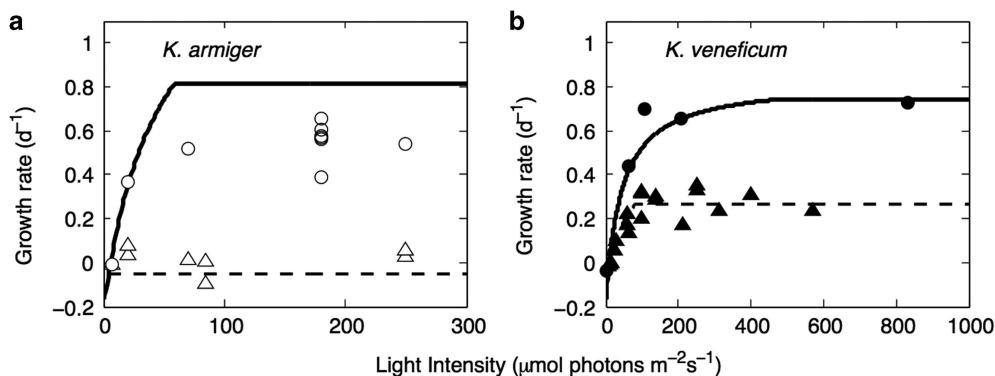 a
K. armiger
1
0.8
0.6
0.4
0.2
0
−0.2
0 100 200 300
Growth rate (d⁻¹)
b
K. veneficum
1
0.8
0.6
0.4
0.2
0
−0.2
0 200 400 600 800 1000
Growth rate (d⁻¹)
Light Intensity (μmol photons m⁻²s⁻¹)